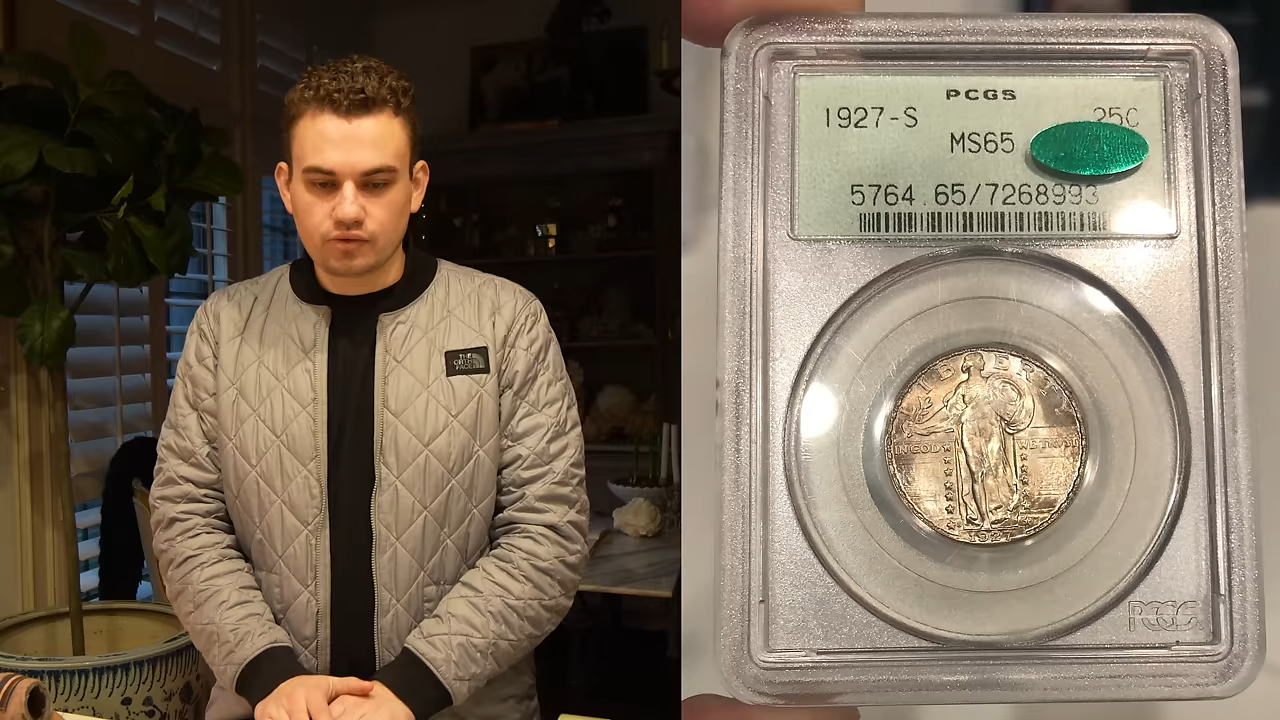 THE
NORTH
FACE
PCGS
1927-S 25C
MS65
5764.65/7268993
LIBERTY
IN GOD WE TRUST
1927
PCGS